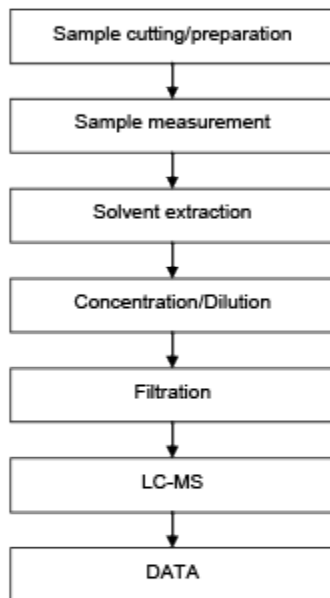 Sample cutting/preparation
Sample measurement
Solvent extraction
Concentration/Dilution
Filtration
LC-MS
DATA